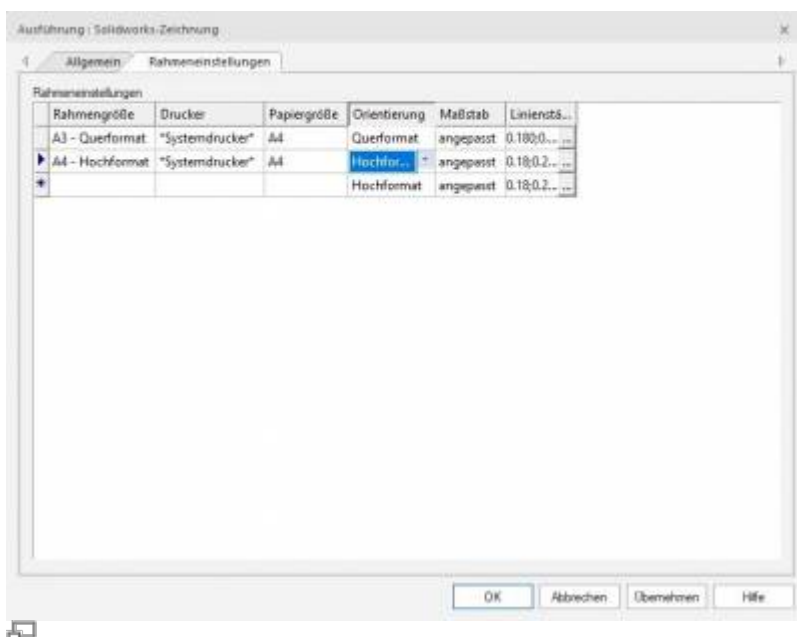 Ausführung : Solidworks-Zeichnung
Allgemein Rahmeneinstellungen
Rahmeneinstellungen
Rahmengröße Drucker Papiergröße Orientierung Maßstab Linienstä...
A3 - Querformat *Systemdrucker* A4 Querformat angepasst 0.180;0.... ...
A4 - Hochformat *Systemdrucker* A4 Hochfor... angepasst 0.18;0.2... ...
Hochformat angepasst 0.18;0.2... ...
OK Abbrechen Übernehmen Hilfe